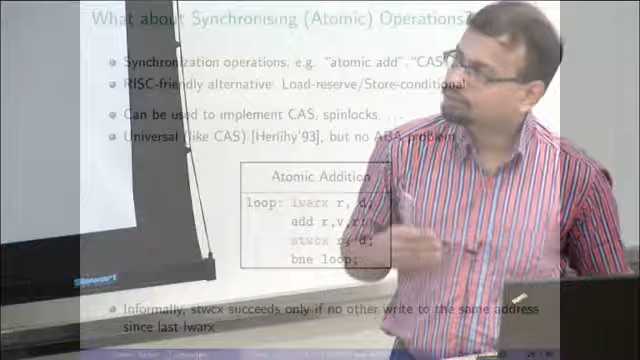 What about Synchronising (Atomic) Operations?
Synchronization operations, e.g. "atomic add", "CAS"
RISC-friendly alternative Load-reserve/Store-conditional
Can be used to implement CAS, spinlocks, ...
Universal (like CAS) [Herlihy'93], but no ABA problem
Atomic Addition
loop: lwarx r, d;
add r,v,r;
stwcx r, d;
bne loop;
Informally, stwcx succeeds only if no other write to the same address
since last lwarx